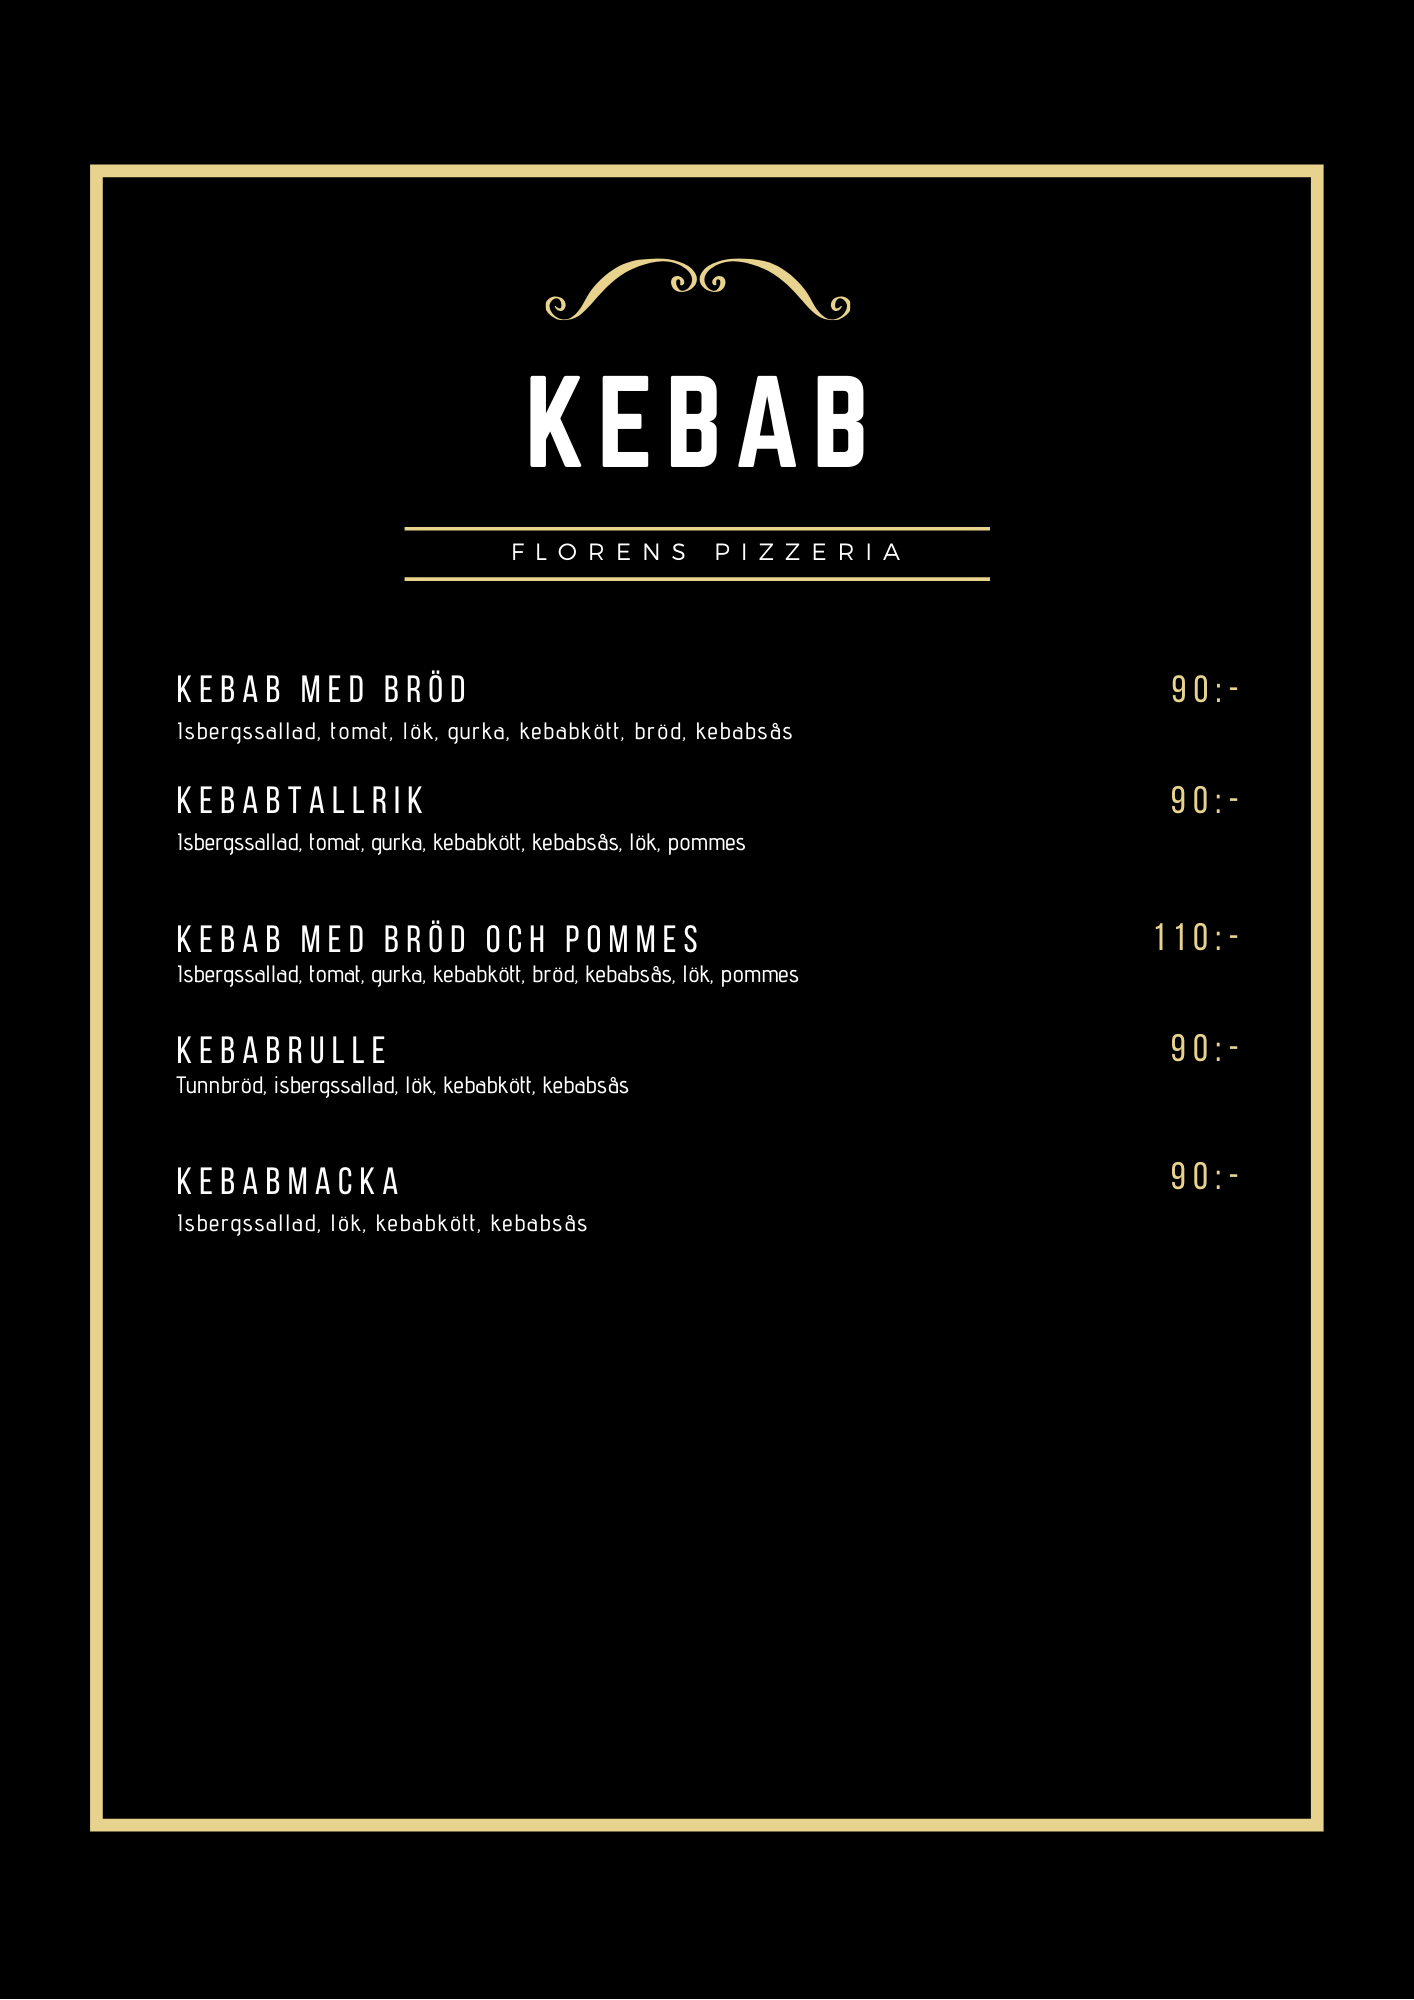 KEBAB
FLORENS PIZZERIA
KEBAB MED BRÖD 90:-
Isbergssallad, tomat, lök, gurka, kebabkött, bröd, kebabsås
KEBABTALLRIK 90:-
Isbergssallad, tomat, gurka, kebabkött, kebabsås, lök, pommes
KEBAB MED BRÖD OCH POMMES 110:-
Isbergssallad, tomat, gurka, kebabkött, bröd, kebabsås, lök, pommes
KEBABRULLE 90:-
Tunnbröd, isbergssallad, lök, kebabkött, kebabsås
KEBABMACKA 90:-
Isbergssallad, lök, kebabkött, kebabsås